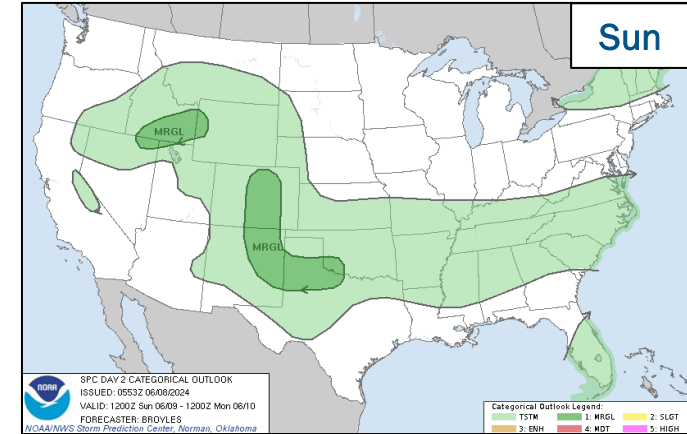 Sun
MRGL
MRGL
NOAA
SPC DAY 2 CATEGORICAL OUTLOOK
ISSUED: 0553Z 06/08/2024
VALID: 1200Z Sun 06/09 - 1200Z Mon 06/10
FORECASTER: BROYLES
NOAA/NWS Storm Prediction Center, Norman, Oklahoma
Categorical Outlook Legend:
TSTM 1: MRGL 2: SLGT
3: ENH 4: MDT 5: HIGH